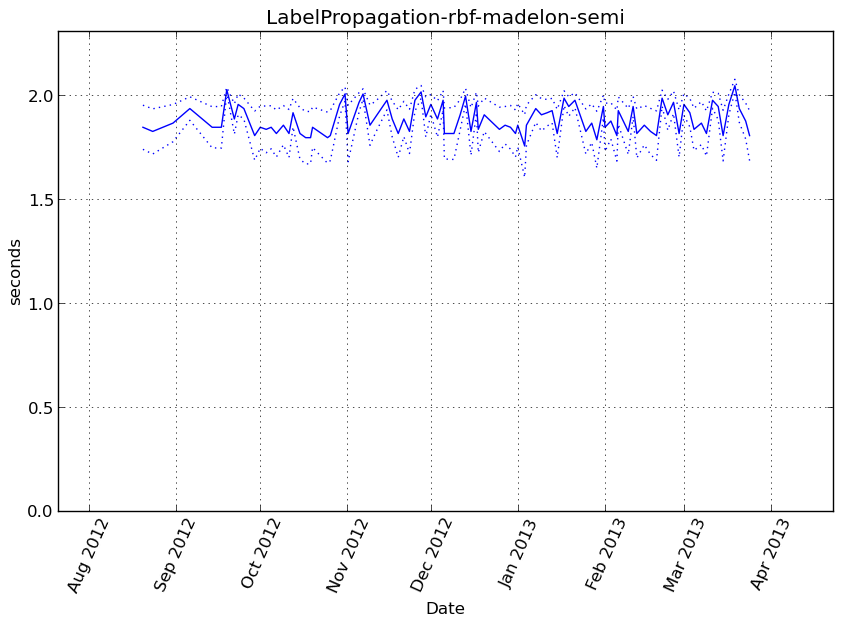 LabelPropagation-rbf-madelon-semi
2.0
1.5
1.0
0.5
0.0
seconds
Aug 2012
Sep 2012
Oct 2012
Nov 2012
Dec 2012
Jan 2013
Feb 2013
Mar 2013
Apr 2013
Date